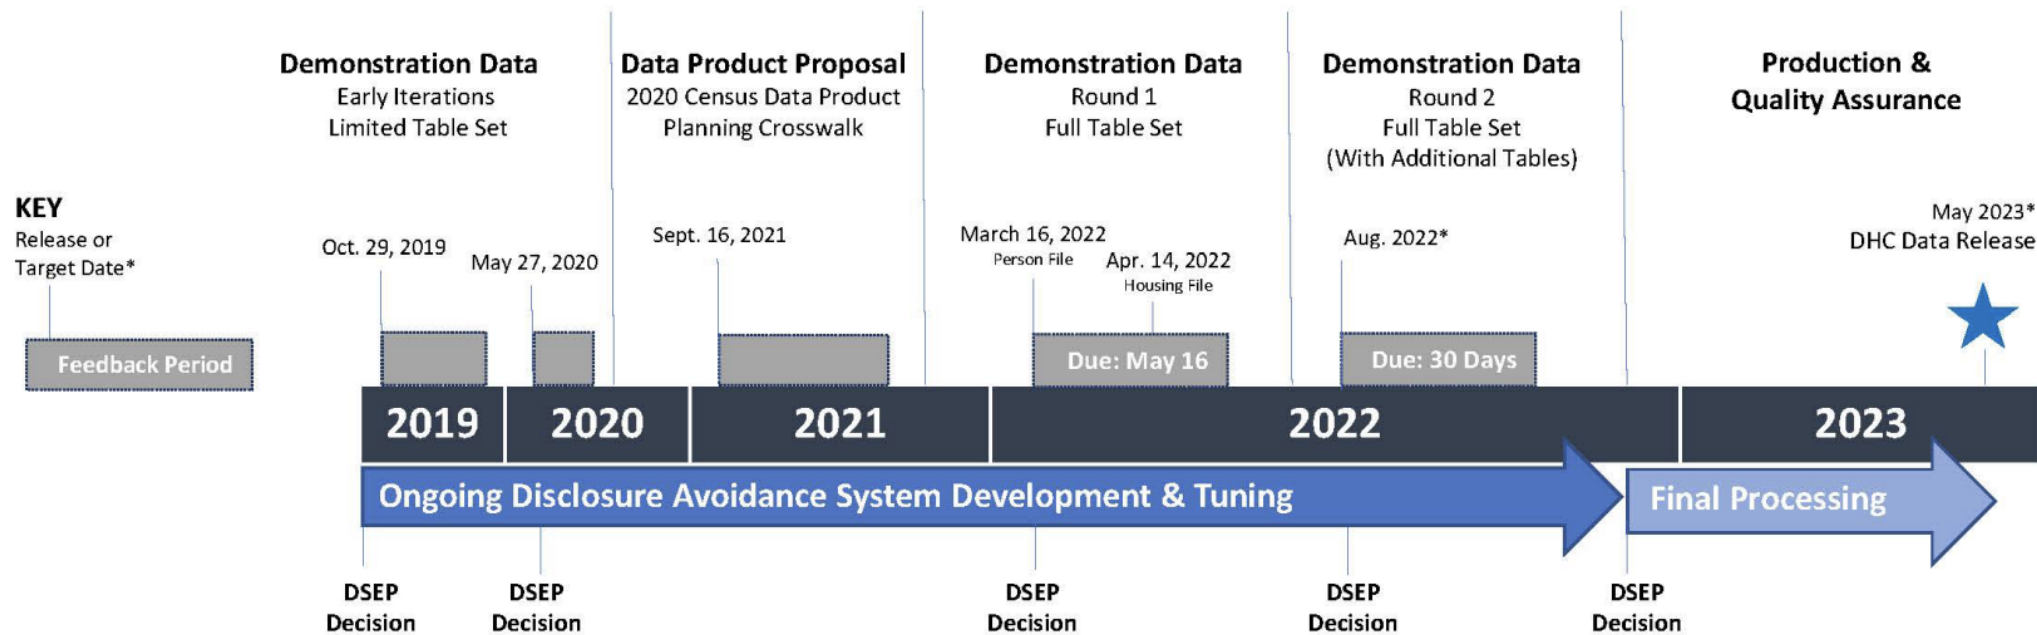 Demonstration Data
Early Iterations
Limited Table Set
Data Product Proposal
2020 Census Data Product
Planning Crosswalk
Demonstration Data
Round 1
Full Table Set
Demonstration Data
Round 2
Full Table Set
(With Additional Tables)
Production &
Quality Assurance
KEY
Release or
Target Date*
Feedback Period
Oct. 29, 2019
May 27, 2020
Sept. 16, 2021
March 16, 2022
Person File
Apr. 14, 2022
Housing File
Aug. 2022*
May 2023*
DHC Data Release
Due: May 16
Due: 30 Days
2019
2020
2021
2022
2023
Ongoing Disclosure Avoidance System Development & Tuning
Final Processing
DSEP
Decision
DSEP
Decision
DSEP
Decision
DSEP
Decision
DSEP
Decision